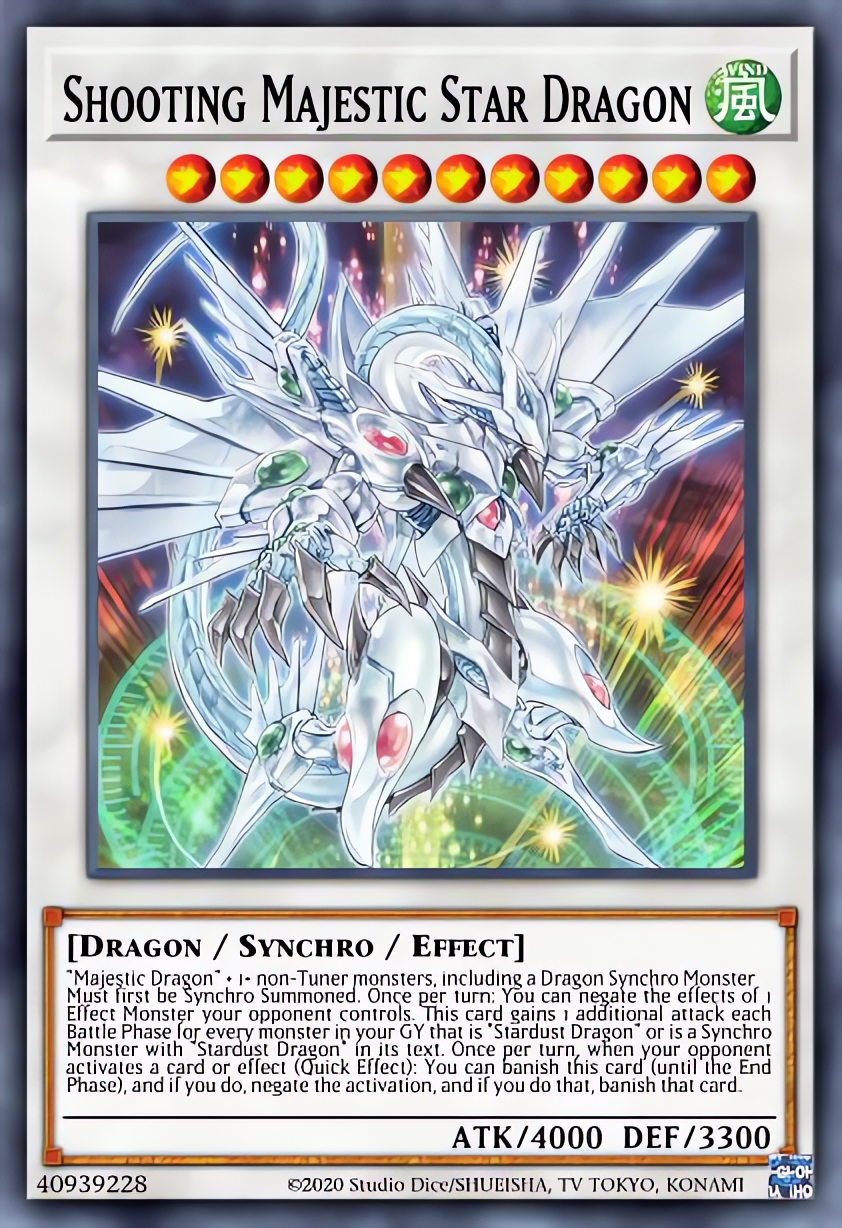 SHOOTING MAJESTIC STAR DRAGON
WIND
風
[DRAGON / SYNCHRO / EFFECT]
"Majestic Dragon" + 1+ non-Tuner monsters, including a Dragon Synchro Monster
Must first be Synchro Summoned. Once per turn: You can negate the effects of 1
Effect Monster your opponent controls. This card gains 1 additional attack each
Battle Phase for every monster in your GY that is "Stardust Dragon" or is a Synchro
Monster with "Stardust Dragon" in its text. Once per turn, when your opponent
activates a card or effect (Quick Effect): You can banish this card (until the End
Phase), and if you do, negate the activation, and if you do that, banish that card.
ATK/4000 DEF/3300
40939228
©2020 Studio Dice/SHUEISHA, TV TOKYO, KONAMI